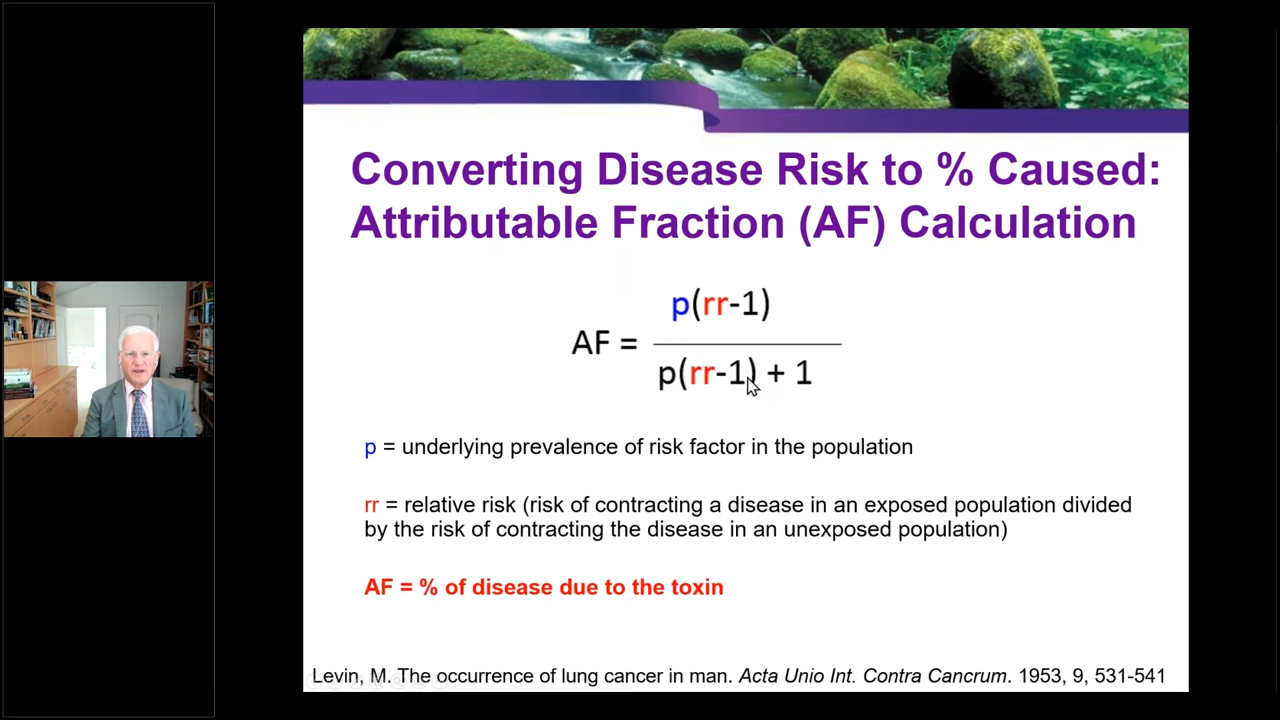 Converting Disease Risk to % Caused:
Attributable Fraction (AF) Calculation
p(rr-1)
AF =
p(rr-1) + 1
p = underlying prevalence of risk factor in the population
rr = relative risk (risk of contracting a disease in an exposed population divided
by the risk of contracting the disease in an unexposed population)
AF = % of disease due to the toxin
Levin, M. The occurrence of lung cancer in man. Acta Unio Int. Contra Cancrum. 1953, 9, 531-541